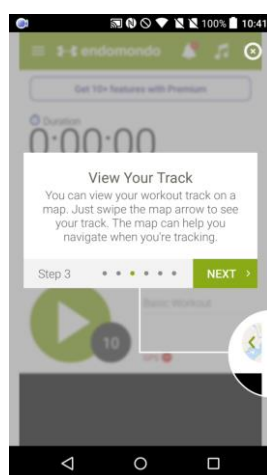 100% 10:41
endomondo
Get 10+ features with Premium
Duration
0:00:00
View Your Track
You can view your workout track on a
map. Just swipe the map arrow to see
your track. The map can help you
navigate when you're tracking.
Step 3
NEXT
Basic Workout
10
GPS